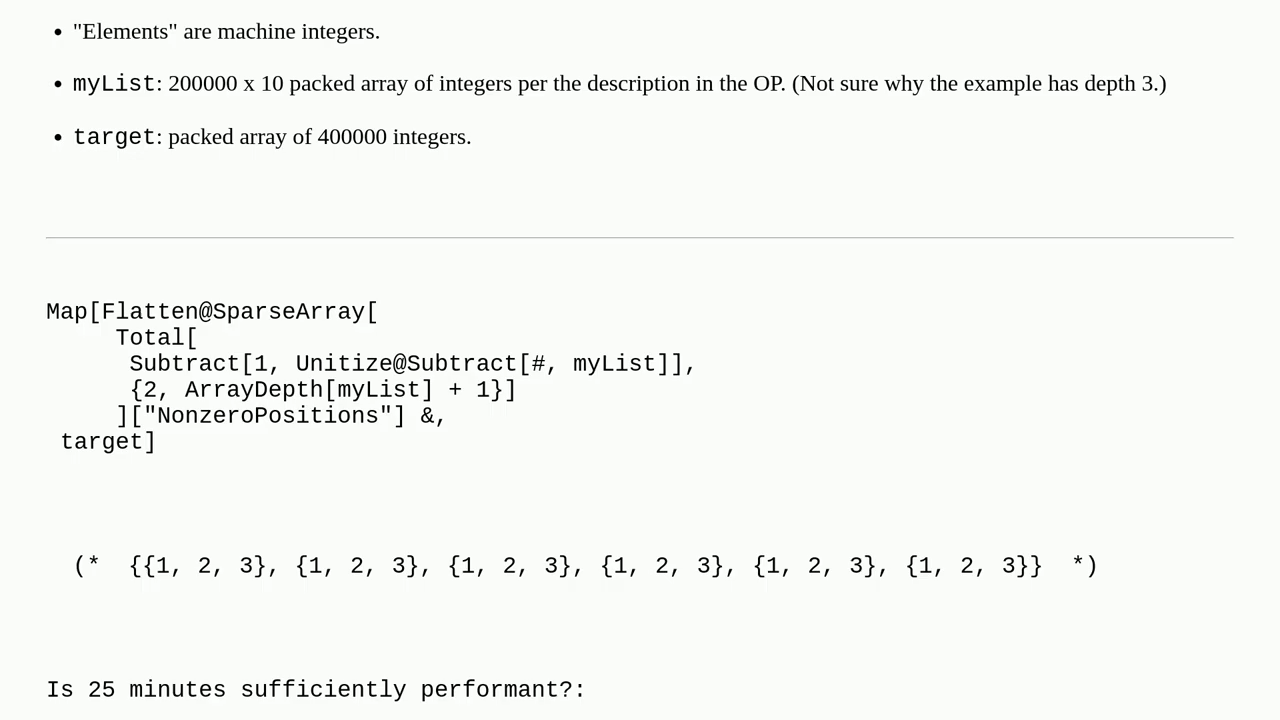 • "Elements" are machine integers.
• myList: 200000 x 10 packed array of integers per the description in the OP. (Not sure why the example has depth 3.)
• target: packed array of 400000 integers.
Map[Flatten@SparseArray[
     Total[
      Subtract[1, Unitize@Subtract[#, myList]],
      {2, ArrayDepth[myList] + 1}]
     ]["NonzeroPositions"] &,
 target]
  (*  {{1, 2, 3}, {1, 2, 3}, {1, 2, 3}, {1, 2, 3}, {1, 2, 3}, {1, 2, 3}}  *)
Is 25 minutes sufficiently performant?: